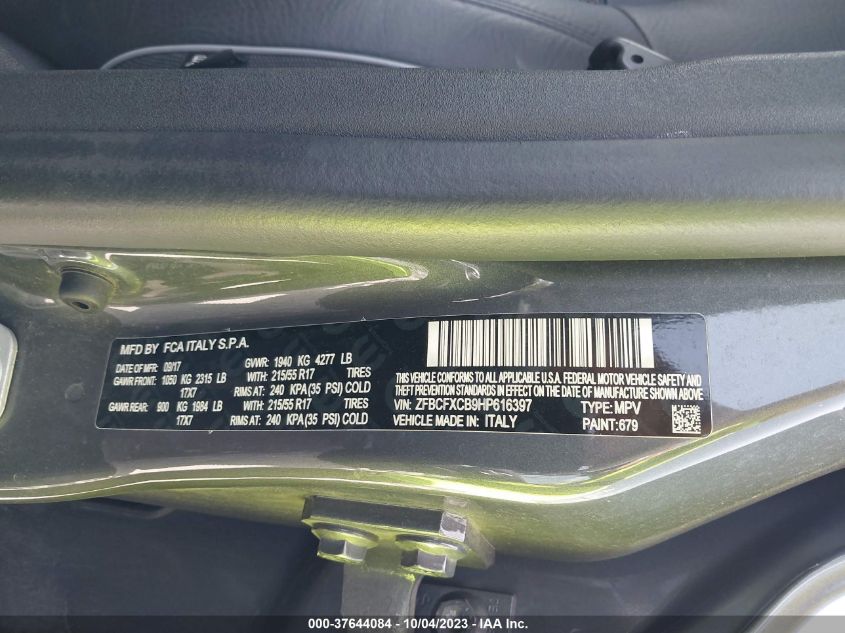 MFD BY FCA ITALY S.P.A.
DATE OF MFD: 09/17 GVWR: 1940 KG 4277 LB
GAWR FRONT: 1050 KG 2315 LB WITH: 215/55 R17 TIRES
17X7 RIMS AT: 240 KPA(35 PSI) COLD
GAWR REAR: 900 KG 1984 LB WITH: 215/55 R17 TIRES
17X7 RIMS AT: 240 KPA(35 PSI) COLD
THIS VEHICLE CONFORMS TO ALL APPLICABLE U.S.A. FEDERAL MOTOR VEHICLE SAFETY
AND THEFT PREVENTION STANDARDS IN EFFECT ON THE DATE OF MANUFACTURE SHOWN ABOVE.
VIN: ZFBCFXCB9HP616397 TYPE: MPV
VEHICLE MADE IN: ITALY PAINT: 679
000-37644084 - 10/04/2023 - © IAA Inc.